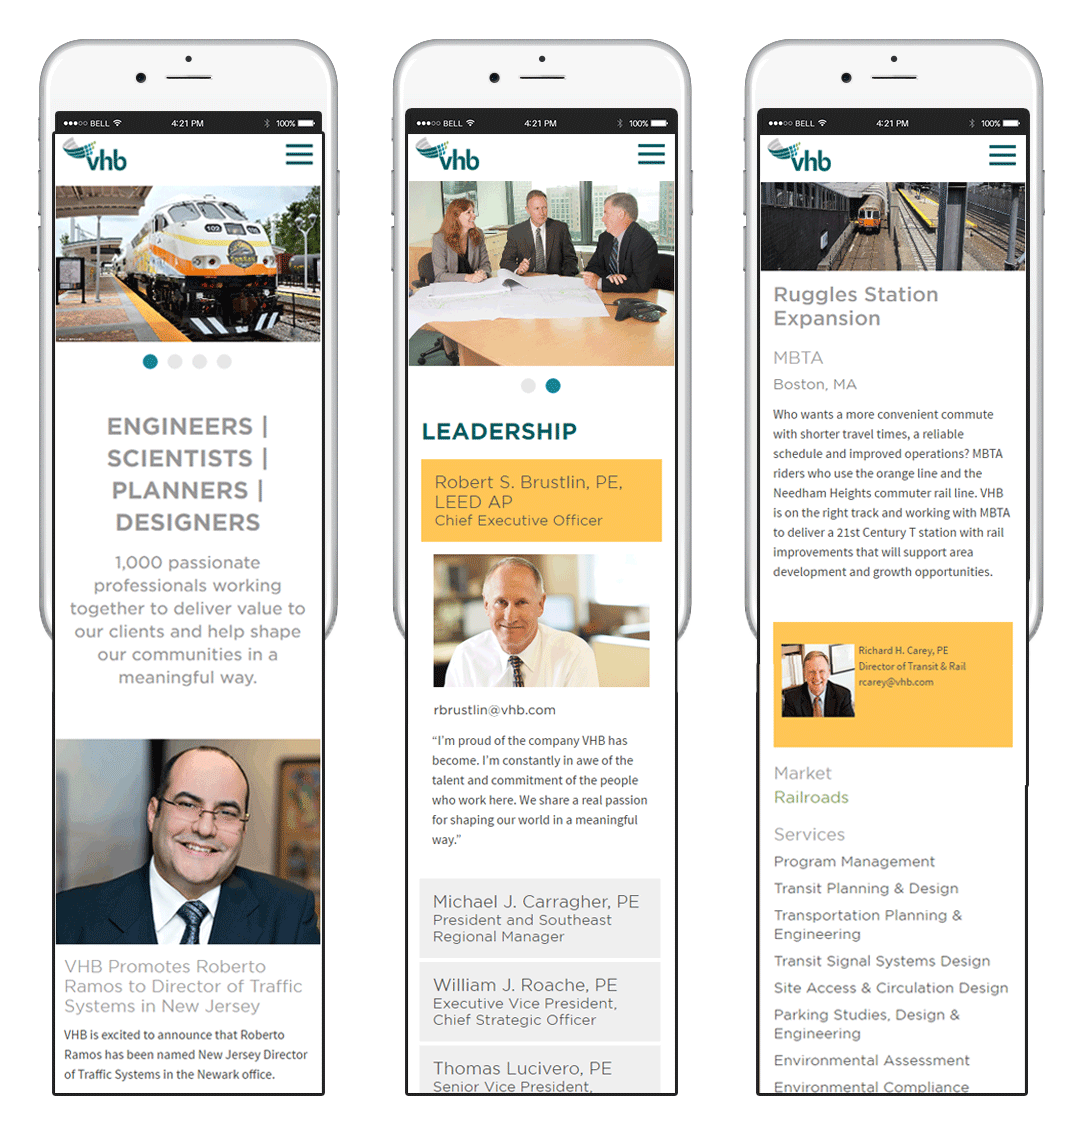 ●●●○○ BELL 4:21 PM 100%
vhb
102
ENGINEERS |
SCIENTISTS |
PLANNERS |
DESIGNERS
1,000 passionate
professionals working
together to deliver value to
our clients and help shape
our communities in a
meaningful way.
VHB Promotes Roberto
Ramos to Director of Traffic
Systems in New Jersey
VHB is excited to announce that Roberto
Ramos has been named New Jersey Director
of Traffic Systems in the Newark office.
●●●○○ BELL 4:21 PM 100%
vhb
LEADERSHIP
Robert S. Brustlin, PE,
LEED AP
Chief Executive Officer
rbrustlin@vhb.com
“I’m proud of the company VHB has
become. I’m constantly in awe of the
talent and commitment of the people
who work here. We share a real passion
for shaping our world in a meaningful
way.”
Michael J. Carragher, PE
President and Southeast
Regional Manager
William J. Roache, PE
Executive Vice President,
Chief Strategic Officer
Thomas Lucivero, PE
Senior Vice President,
●●●○○ BELL 4:21 PM 100%
vhb
Ruggles Station
Expansion
MBTA
Boston, MA
Who wants a more convenient commute
with shorter travel times, a reliable
schedule and improved operations? MBTA
riders who use the orange line and the
Needham Heights commuter rail line. VHB
is on the right track and working with MBTA
to deliver a 21st Century T station with rail
improvements that will support area
development and growth opportunities.
Richard H. Carey, PE
Director of Transit & Rail
rcarey@vhb.com
Market
Railroads
Services
Program Management
Transit Planning & Design
Transportation Planning &
Engineering
Transit Signal Systems Design
Site Access & Circulation Design
Parking Studies, Design &
Engineering
Environmental Assessment
Environmental Compliance